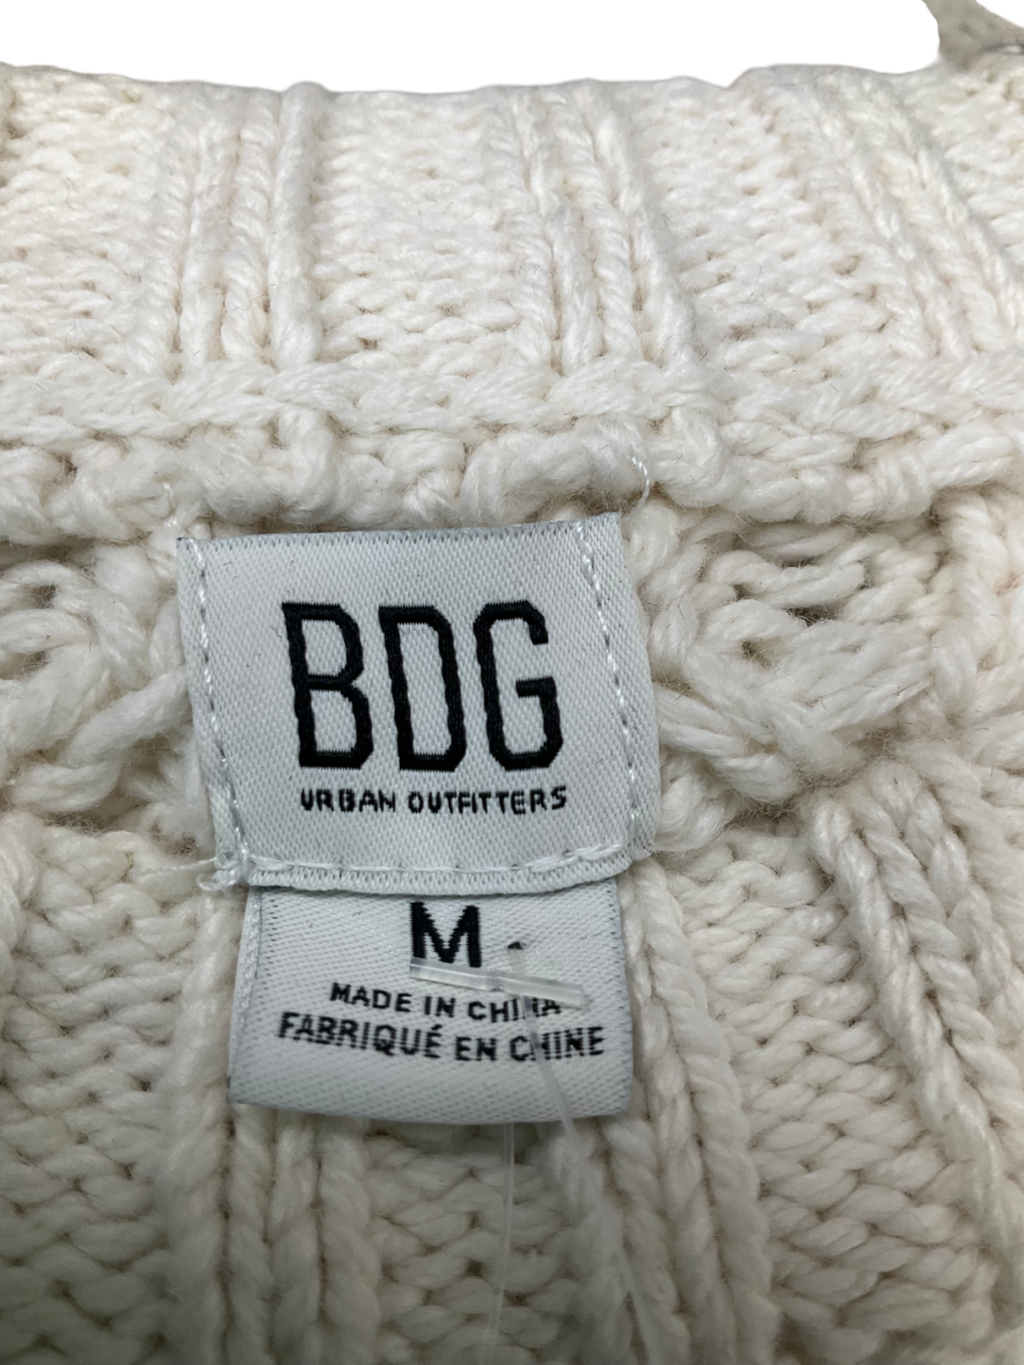 BDG
URBAN OUTFITTERS
M
MADE IN CHINA
FABRIQUÉ EN CHINE